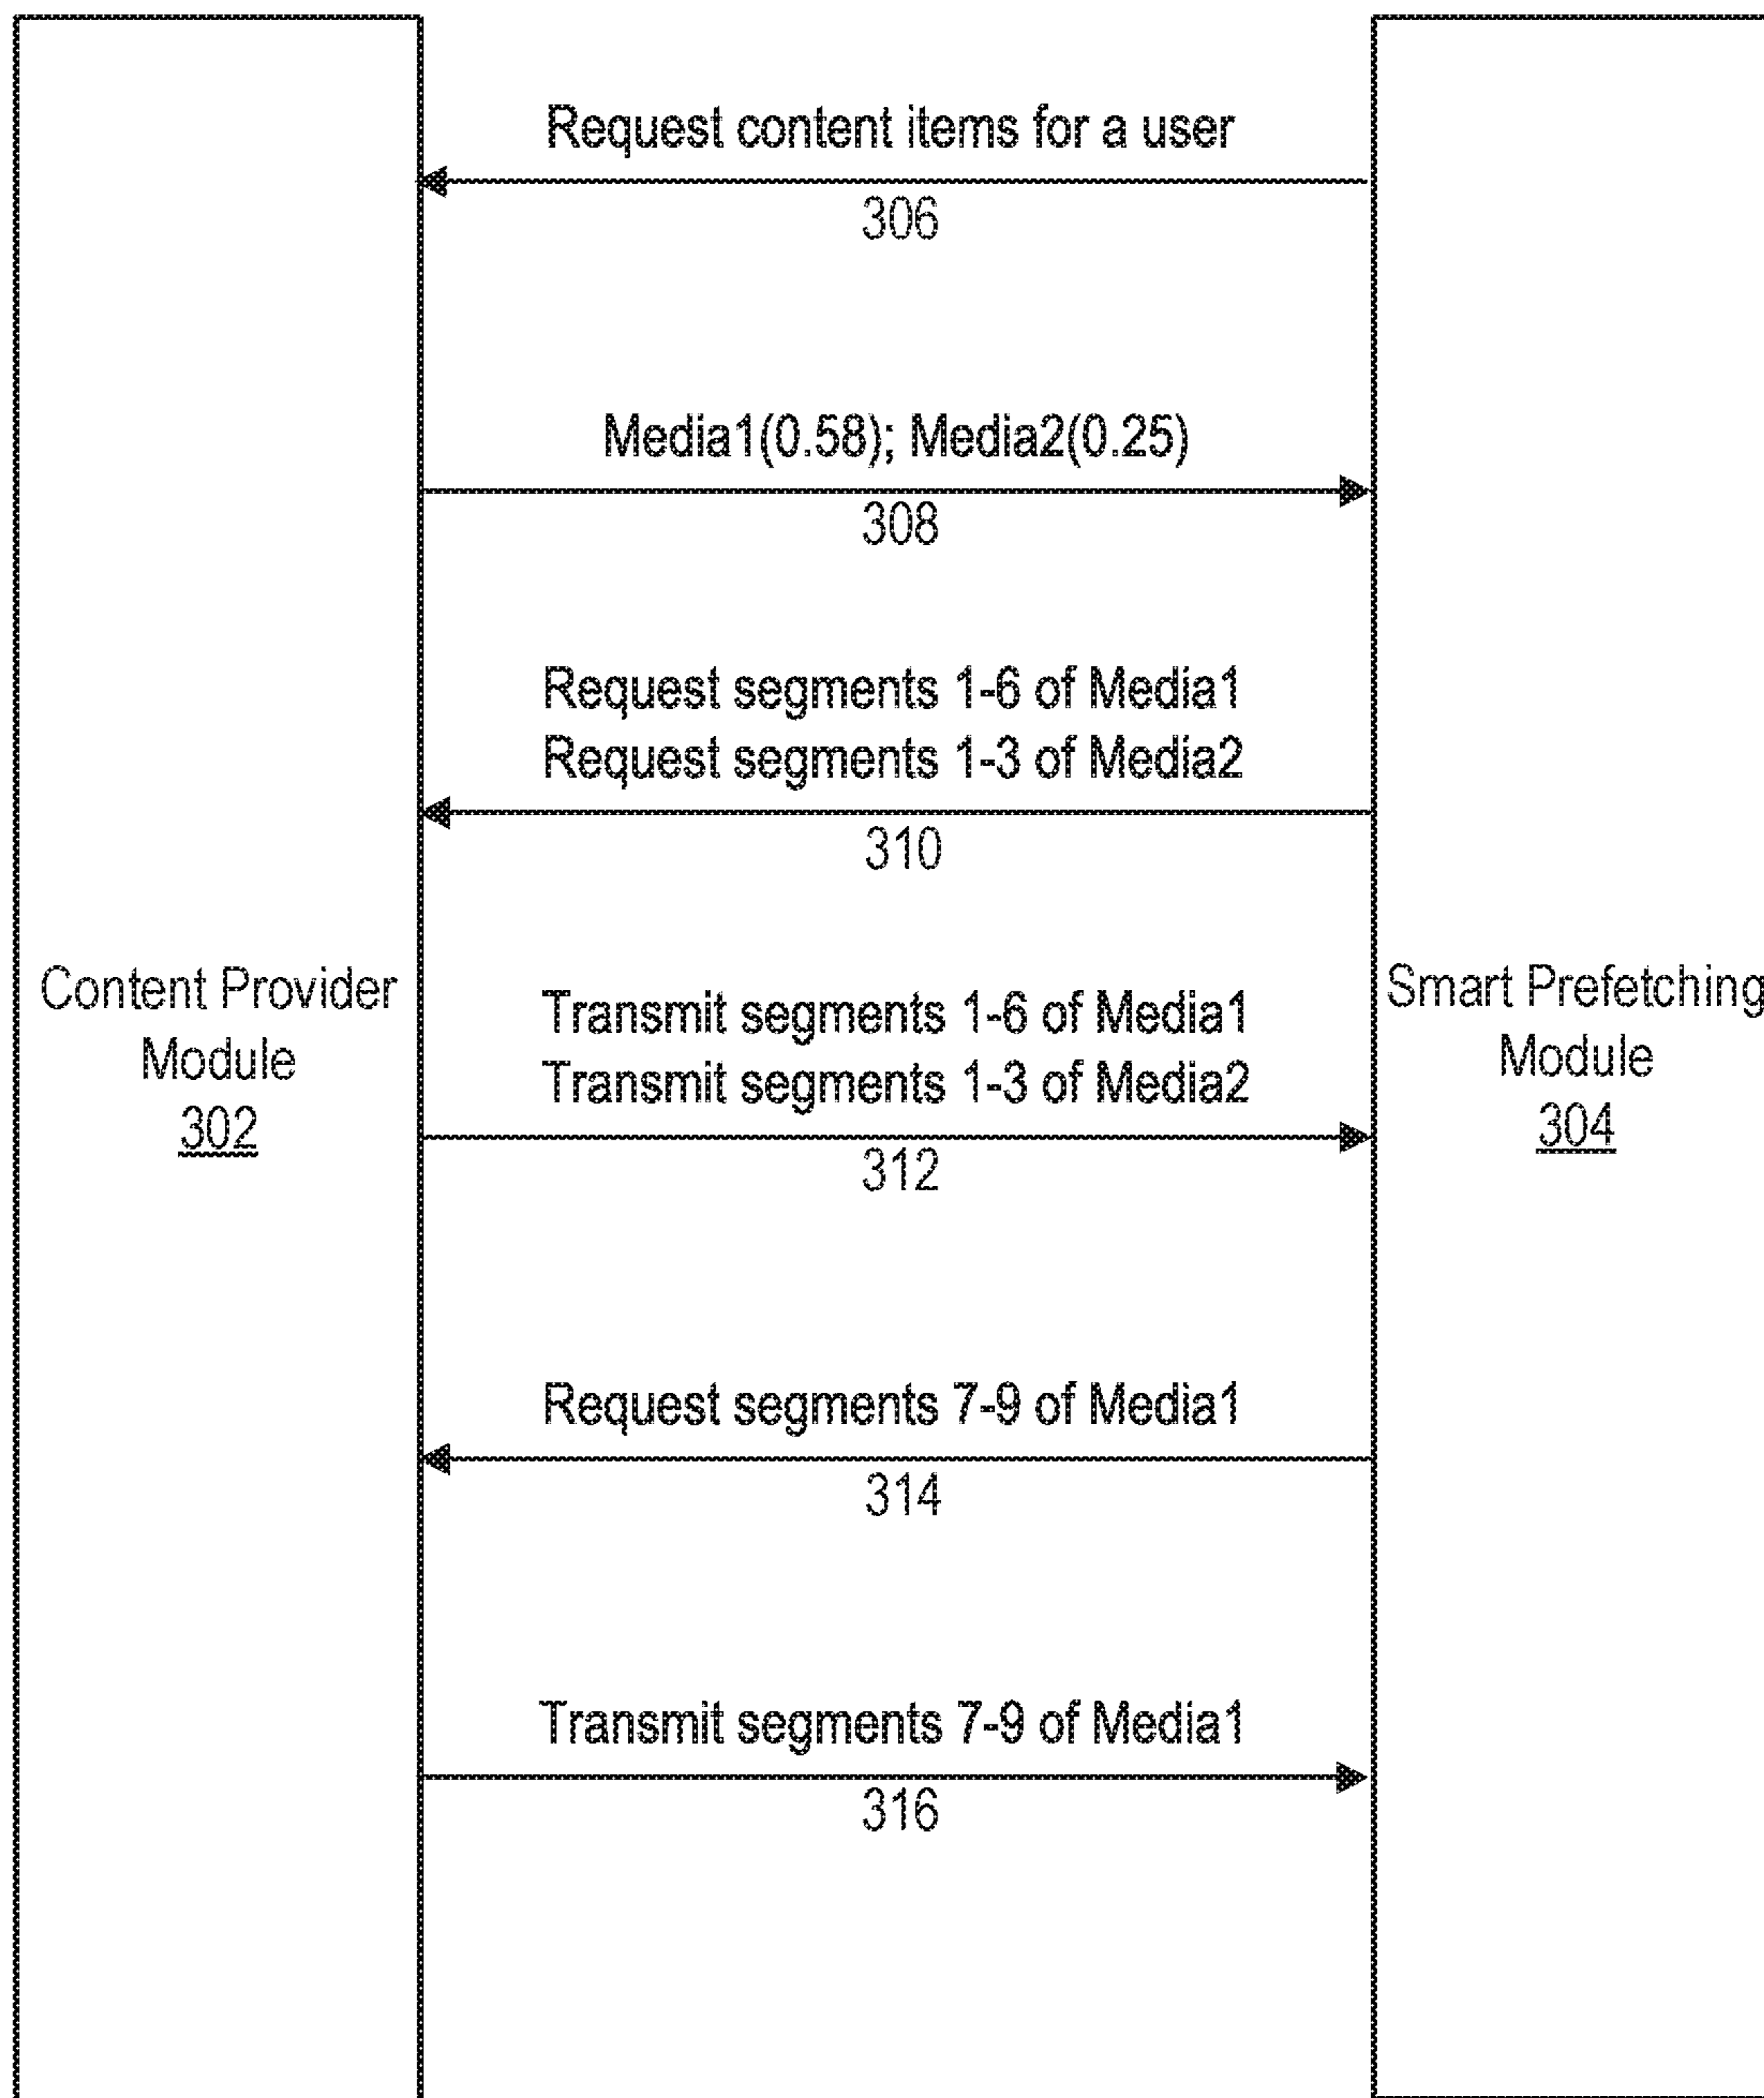 Request content items for a user
306
Media1(0.58); Media2(0.25)
308
Request segments 1-6 of Media1
Request segments 1-3 of Media2
310
Content Provider
Module
302
Transmit segments 1-6 of Media1
Transmit segments 1-3 of Media2
312
Smart Prefetching
Module
304
Request segments 7-9 of Media1
314
Transmit segments 7-9 of Media1
316